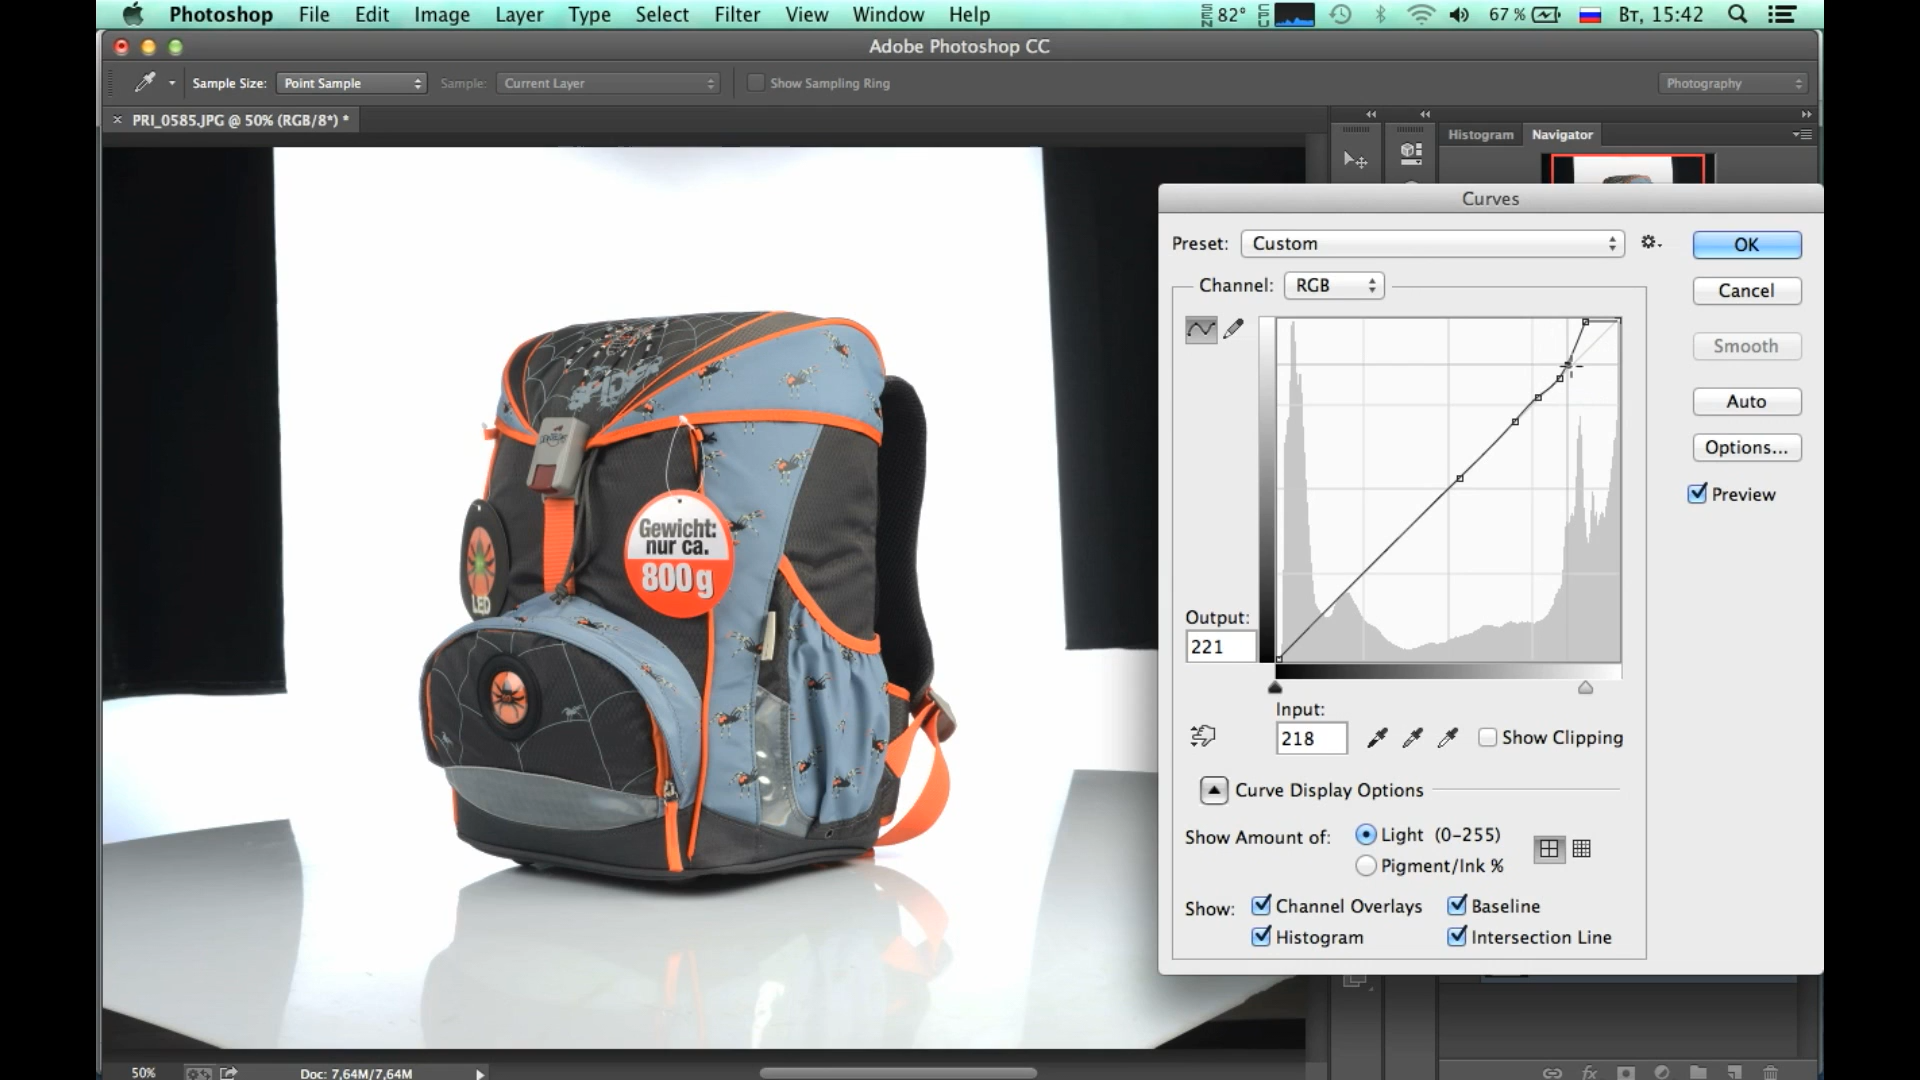 Photoshop File Edit Image Layer Type Select Filter View Window Help SEN 82° CPU 67 % Вт, 15:42
Adobe Photoshop CC
Sample Size: Point Sample Sample: Current Layer Show Sampling Ring Photography
× PRI_0585.JPG @ 50% (RGB/8*) *
Histogram Navigator
Curves
Preset: Custom OK
Channel: RGB Cancel
Smooth
Auto
Options...
Preview
Gewicht:
nur ca.
800g
LED
Output:
221
Input:
218
Show Clipping
Curve Display Options
Show Amount of: Light (0-255)
Pigment/Ink %
Show: Channel Overlays Baseline
Histogram Intersection Line
50% Doc: 7,64M/7,64M
fx